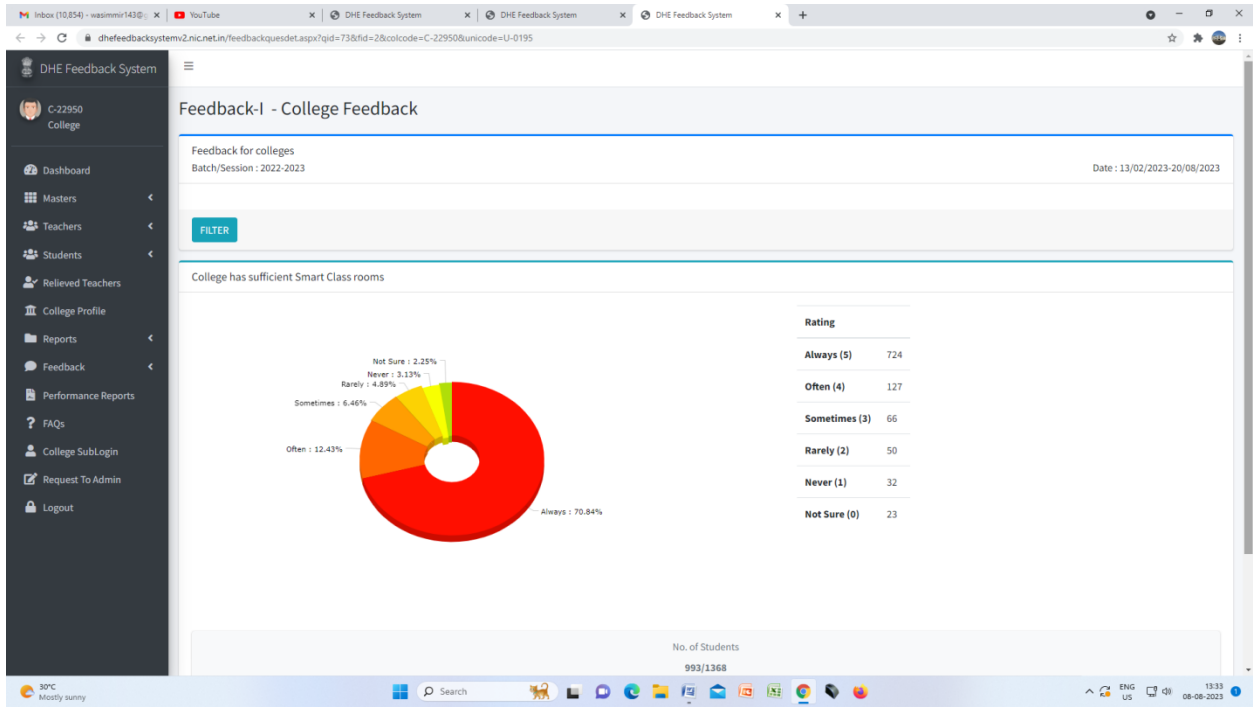 Inbox (10,854) - wasimmir143@g
YouTube
DHE Feedback System
DHE Feedback System
DHE Feedback System
dhefeedbacksystemv2.nic.net.in/feedbackquesdet.aspx?qid=73&fid=2&colcode=C-22950&unicode=U-0195
DHE Feedback System
C-22950
College
Dashboard
Masters
Teachers
Students
Relieved Teachers
College Profile
Reports
Feedback
Performance Reports
FAQs
College SubLogin
Request To Admin
Logout
Feedback-I - College Feedback
Feedback for colleges
Batch/Session : 2022-2023
Date : 13/02/2023-20/08/2023
FILTER
College has sufficient Smart Class rooms
Not Sure : 2.25%
Never : 3.13%
Rarely : 4.89%
Sometimes : 6.46%
Often : 12.43%
Always : 70.84%
Rating
Always (5) 724
Often (4) 127
Sometimes (3) 66
Rarely (2) 50
Never (1) 32
Not Sure (0) 23
No. of Students
993/1368
30°C
Mostly sunny
Search
ENG
US
13:33
08-08-2023
1